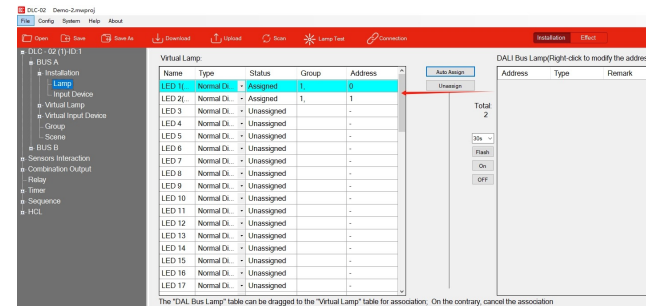 DLC-02 Demo-2.mwproj
File Config System Help About
Open Save Save As Download Upload Scan Lamp Test Connection Installation Effect
DLC - 02 (1)-ID:1
BUS A
Installation
Lamp
Input Device
Virtual Lamp
Virtual Input Device
Group
Scene
BUS B
Sensors Interaction
Combination Output
Relay
Timer
Sequence
HCL
Virtual Lamp:
Name Type Status Group Address
LED 1(... Normal Di... Assigned 1, 0
LED 2(... Normal Di... Assigned 1, 1
LED 3 Normal Di... Unassigned -
LED 4 Normal Di... Unassigned -
LED 5 Normal Di... Unassigned -
LED 6 Normal Di... Unassigned -
LED 7 Normal Di... Unassigned -
LED 8 Normal Di... Unassigned -
LED 9 Normal Di... Unassigned -
LED 10 Normal Di... Unassigned -
LED 11 Normal Di... Unassigned -
LED 12 Normal Di... Unassigned -
LED 13 Normal Di... Unassigned -
LED 14 Normal Di... Unassigned -
LED 15 Normal Di... Unassigned -
LED 16 Normal Di... Unassigned -
LED 17 Normal Di... Unassigned -
Auto Assign
Unassign
Total:
2
30s
Flash
On
OFF
DALI Bus Lamp(Right-click to modify the addres
Address Type Remark
The "DAL Bus Lamp" table can be dragged to the "Virtual Lamp" table for association; On the contrary, cancel the association